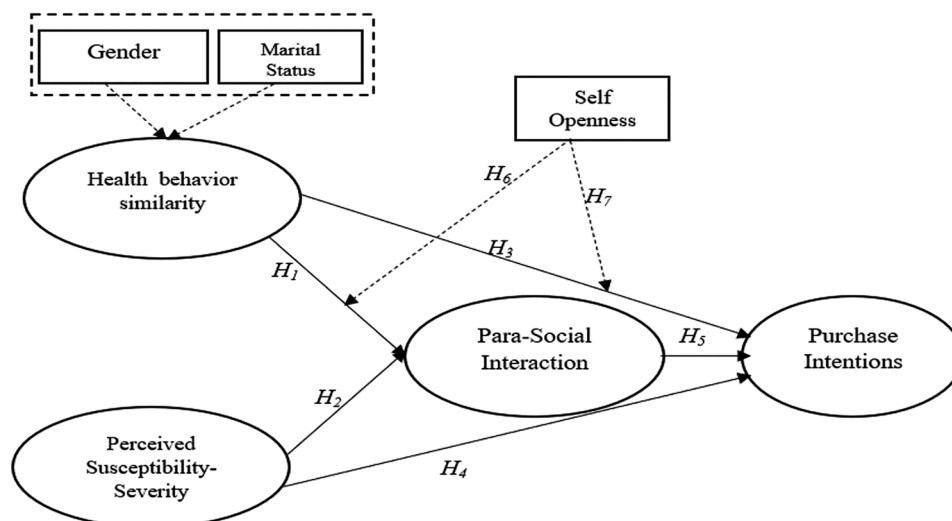 Gender
Marital
Status
Self
Openness
Health behavior
similarity
H6
H7
H3
H1
Para-Social
Interaction
H5
Purchase
Intentions
H2
Perceived
Susceptibility-
Severity
H4